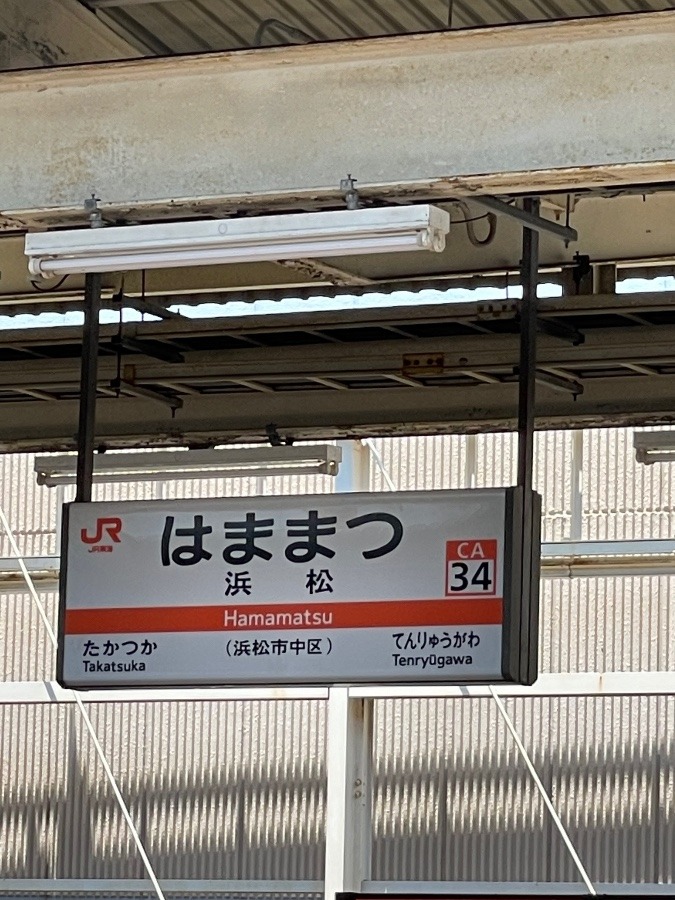 JR
JR東海
はままつ
浜 松
CA
34
Hamamatsu
たかつか
Takatsuka
(浜松市中区)
てんりゅうがわ
Tenryūgawa